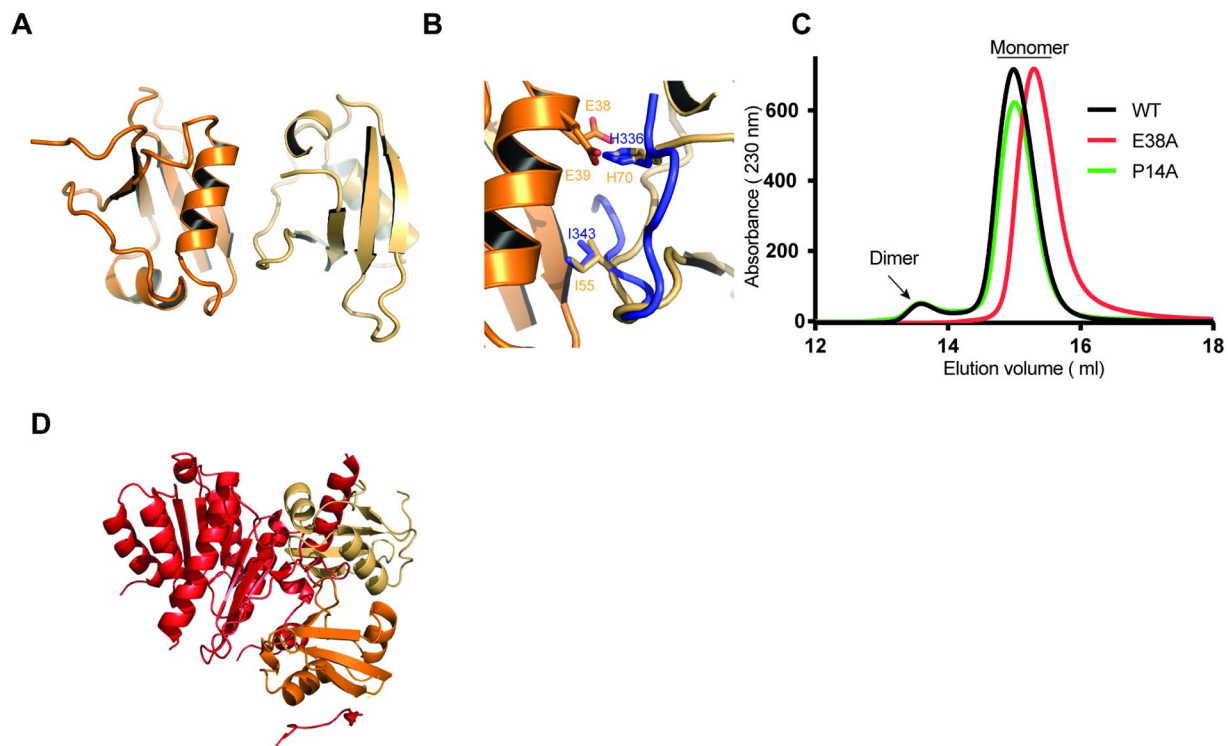 A
B
E38
H336
E39
H70
I343
I55
C
Monomer
WT
E38A
P14A
Dimer
Absorbance ( 230 nm)
600
400
200
0
12
14
16
18
Elution volume ( ml)
D